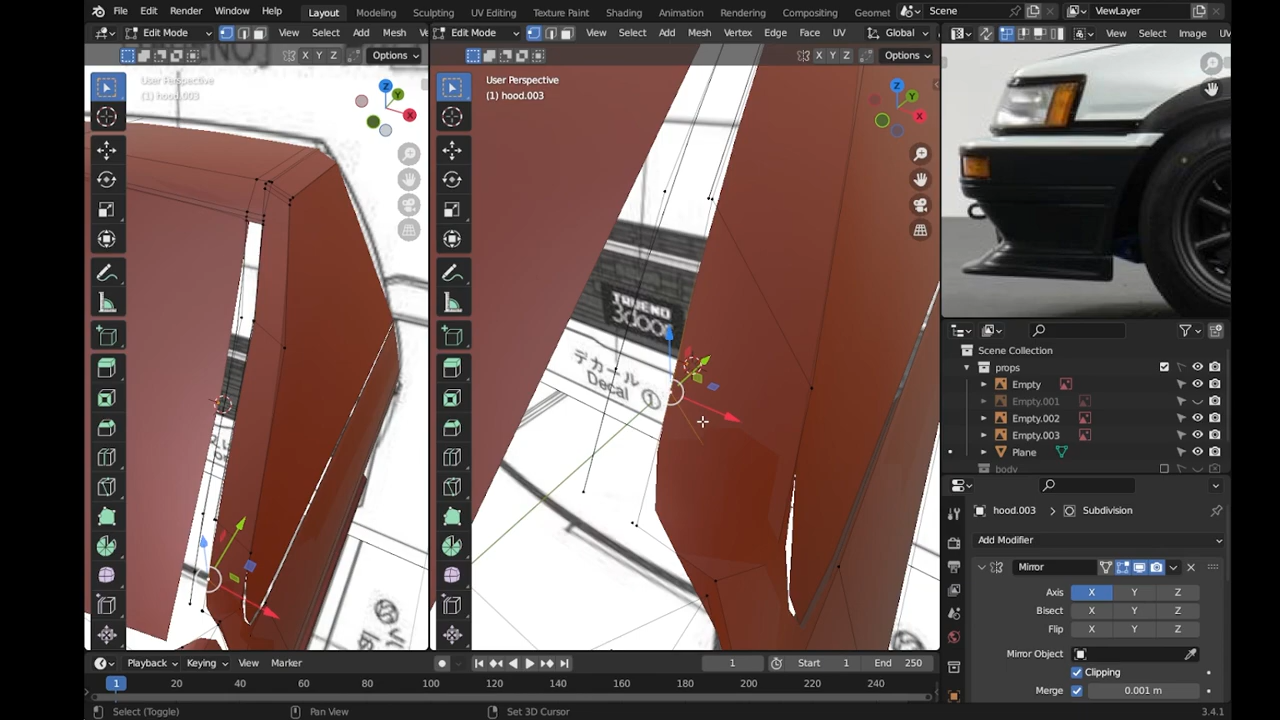 File Edit Render Window Help Layout Modeling Sculpting UV Editing Texture Paint Shading Animation Rendering Compositing Geomet Scene ViewLayer
Edit Mode View Select Add Mesh Ve Edit Mode View Select Add Mesh Vertex Edge Face UV Global View Select Image UV
X Y Z Options X Y Z Options
User Perspective
(1) hood.003
User Perspective
(1) hood.003
Z Y X
Z Y X
TRUENO
3door
デカール
Decal ①
Scene Collection
props
Empty
Empty.001
Empty.002
Empty.003
Plane
body
hood.003 > Subdivision
Add Modifier
Mirror
Axis X Y Z
Bisect X Y Z
Flip X Y Z
Mirror Object
Clipping
Merge 0.001 m
Playback Keying View Marker 1 Start 1 End 250
1 20 40 60 80 100 120 140 160 180 200 220 240
Select (Toggle) Pan View Set 3D Cursor 3.4.1